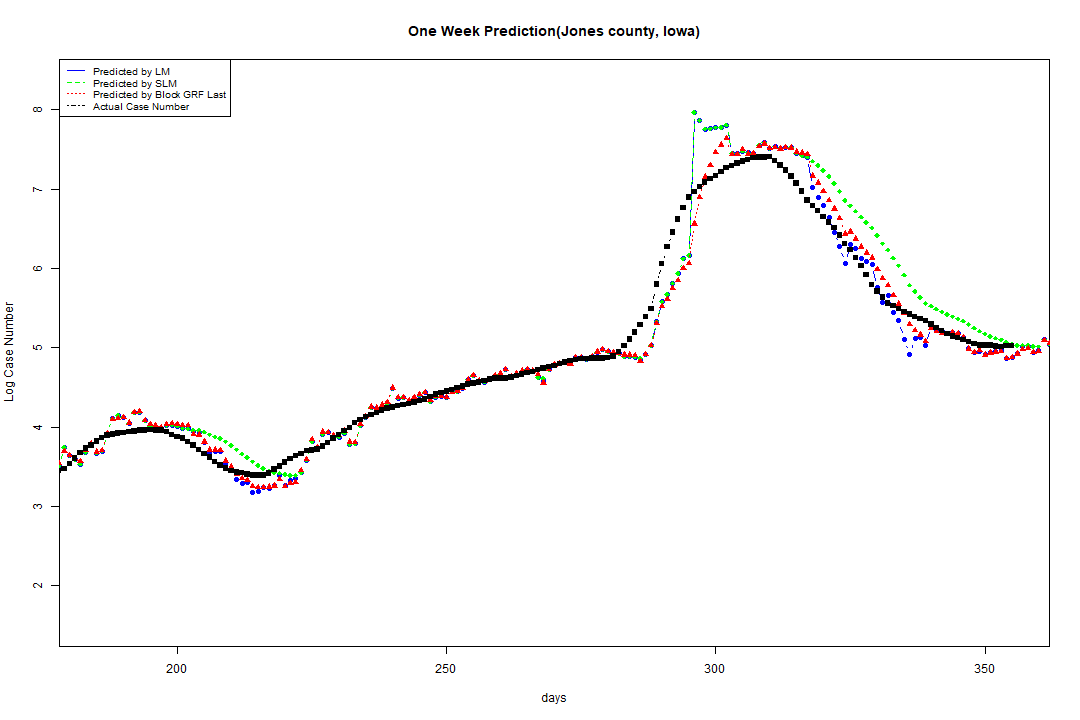 One Week Prediction(Jones county, Iowa)
Predicted by LM
Predicted by SLM
Predicted by Block GRF Last
Actual Case Number
8
7
6
5
4
3
2
Log Case Number
200 250 300 350
days